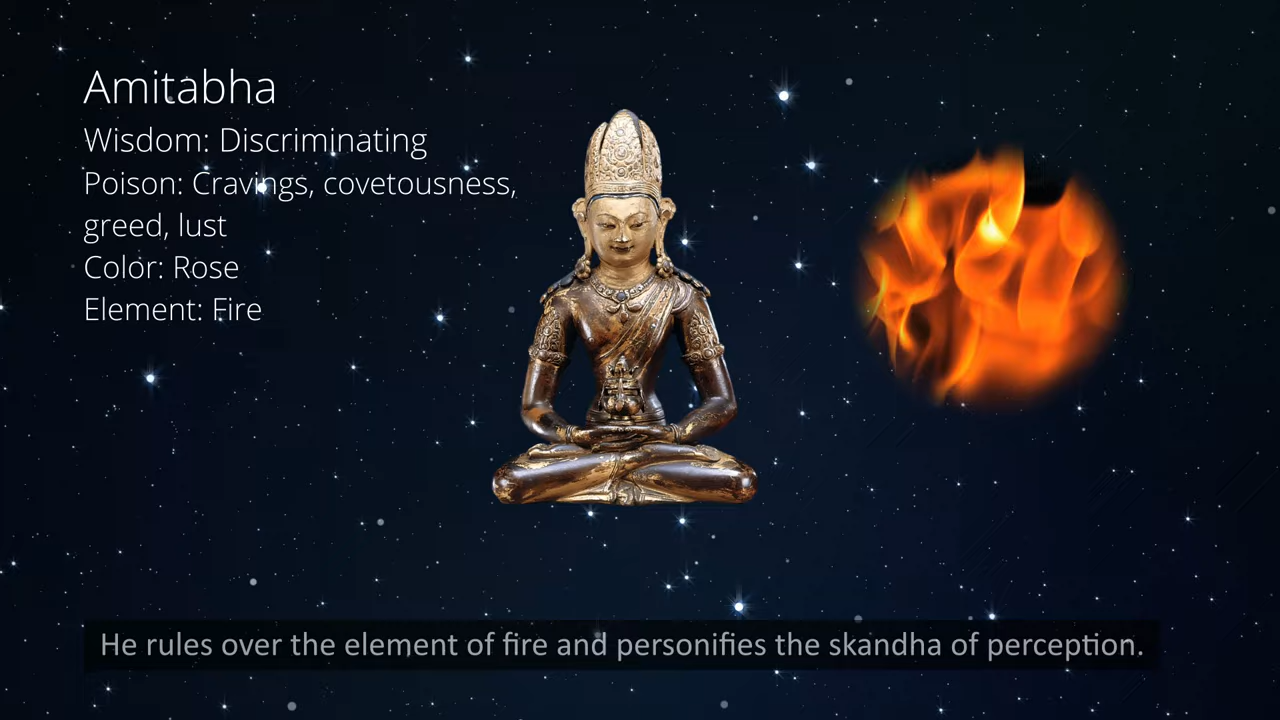 Amitabha
Wisdom: Discriminating
Poison: Cravings, covetousness,
greed, lust
Color: Rose
Element: Fire
He rules over the element of fire and personifies the skandha of perception.